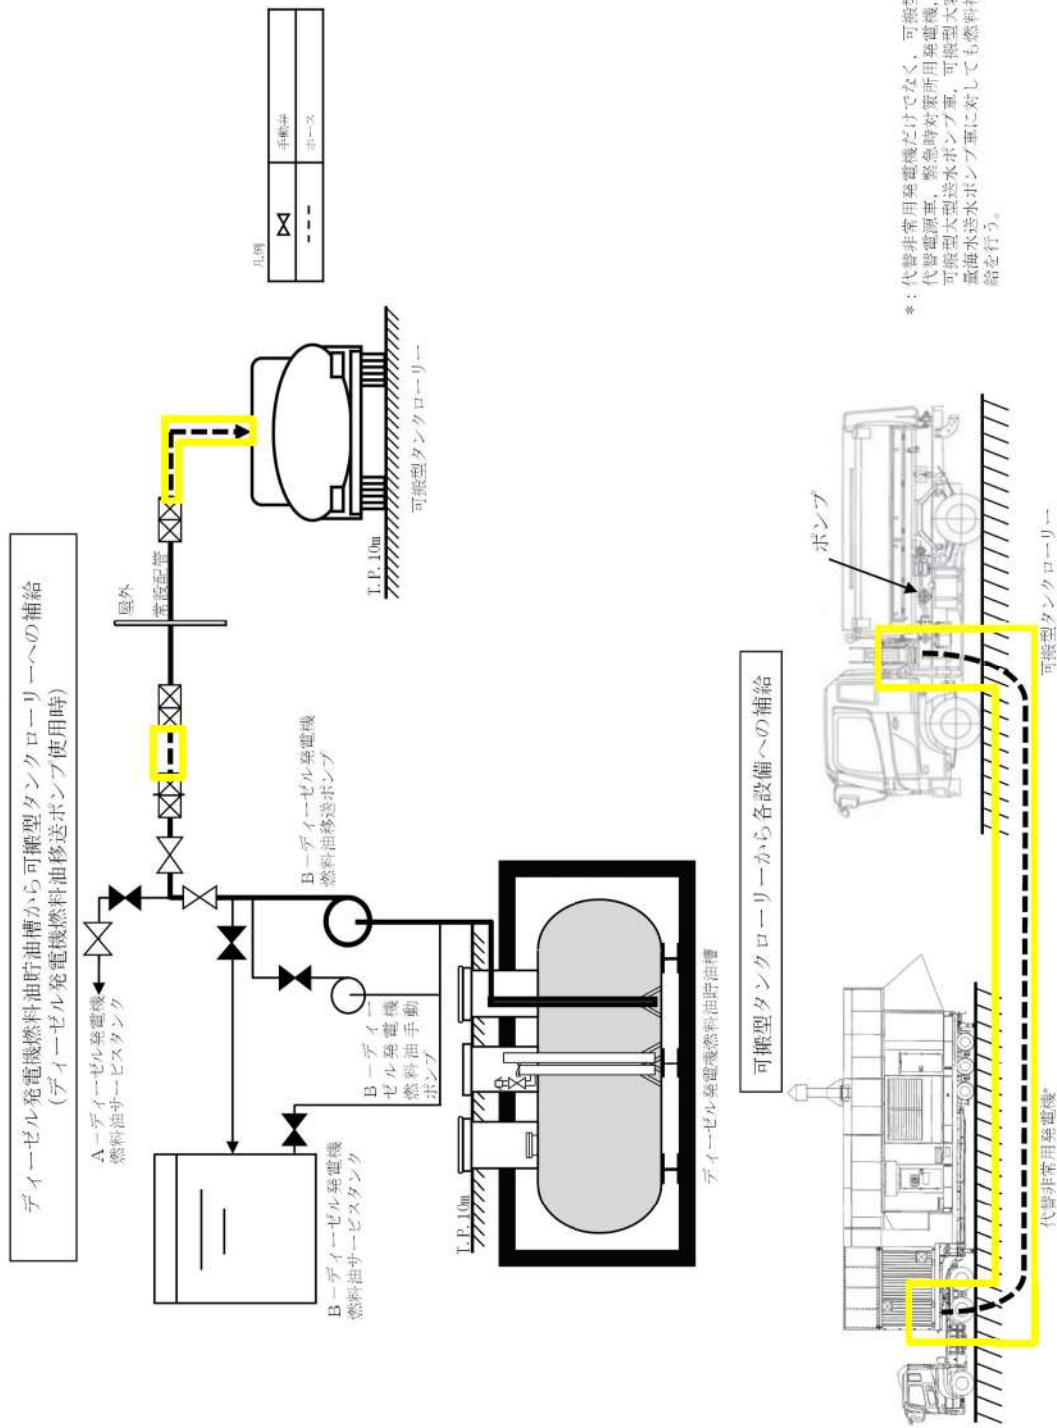 ディーゼル発電機燃料油貯油槽から可搬型タンクローリーへの補給
(ディーゼル発電機燃料油移送ポンプ使用時)
A－ディーゼル発電機
燃料油サービスタンク
屋外
常設配管
凡例
手動弁
ホース
B－ディーゼル発電機
燃料油移送ポンプ
T.P.10m
可搬型タンクローリー
B－ディー
ゼル発電機
燃料油手動
ポンプ
B－ディーゼル発電機
燃料油サービスタンク
T.P.10m
ディーゼル発電機燃料油貯油槽
可搬型タンクローリーから各設備への補給
ポンプ
代替非常用発電機*
可搬型タンクローリー
*：代替非常用発電機だけでなく，可搬型
代替電源車，緊急時対策所用発電機，
可搬型大型送水ポンプ車，可搬型大容
量海水送水ポンプ車に対しても燃料補
給を行う。